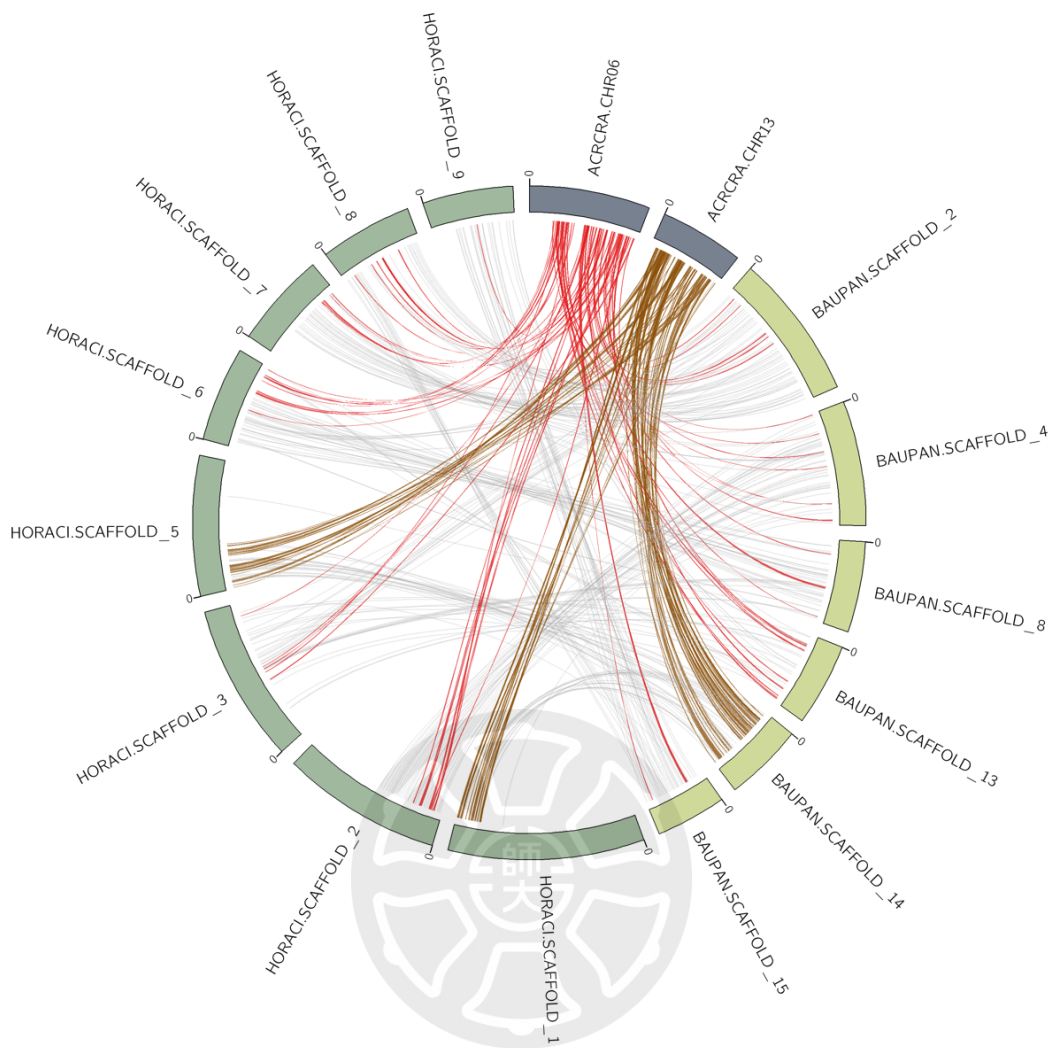 ACRCRA.CHR06
0
ACRCRA.CHR13
0
BAUPAN.SCAFFOLD_2
0
BAUPAN.SCAFFOLD_4
0
BAUPAN.SCAFFOLD_8
0
BAUPAN.SCAFFOLD_13
0
BAUPAN.SCAFFOLD_14
0
BAUPAN.SCAFFOLD_15
0
HORACI.SCAFFOLD_1
0
HORACI.SCAFFOLD_2
0
HORACI.SCAFFOLD_3
0
HORACI.SCAFFOLD_5
0
HORACI.SCAFFOLD_6
0
HORACI.SCAFFOLD_7
0
HORACI.SCAFFOLD_8
0
HORACI.SCAFFOLD_9
0
師大